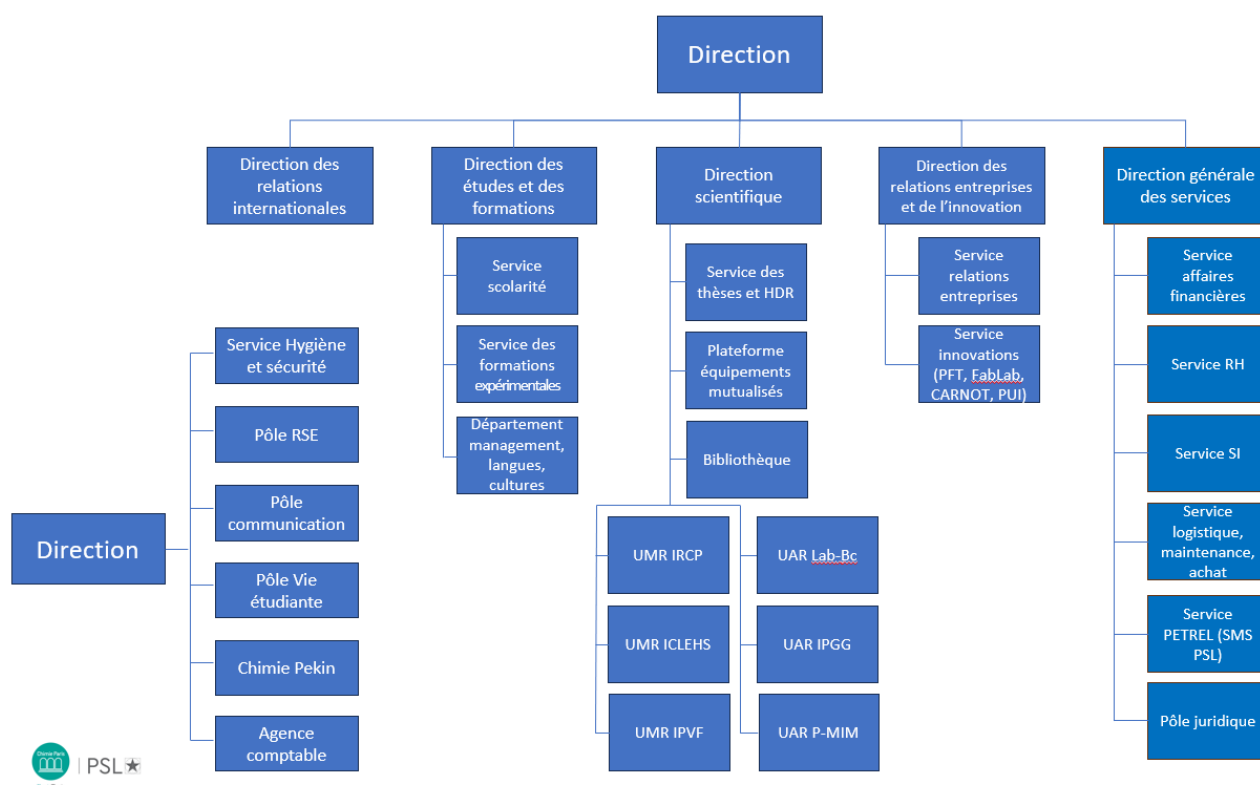 Direction
Direction des
relations
internationales
Direction des
études et des
formations
Direction
scientifique
Direction des
relations entreprises
et de l'innovation
Direction générale
des services
Service
scolarité
Service des
formations
expérimentales
Département
management,
langues,
cultures
Service des
thèses et HDR
Plateforme
équipements
mutualisés
Bibliothèque
UMR IRCP
UMR ICLEHS
UMR IPVF
UAR Lab-Bc
UAR IPGG
UAR P-MIM
Service
relations
entreprises
Service
innovations
(PFT, FabLab,
CARNOT, PUI)
Service
affaires
financières
Service RH
Service SI
Service
logistique,
maintenance,
achat
Service
PETREL (SMS
PSL)
Pôle juridique
Direction
Service Hygiène
et sécurité
Pôle RSE
Pôle
communication
Pôle Vie
étudiante
Chimie Pekin
Agence
comptable
Chimie Paris
PSL